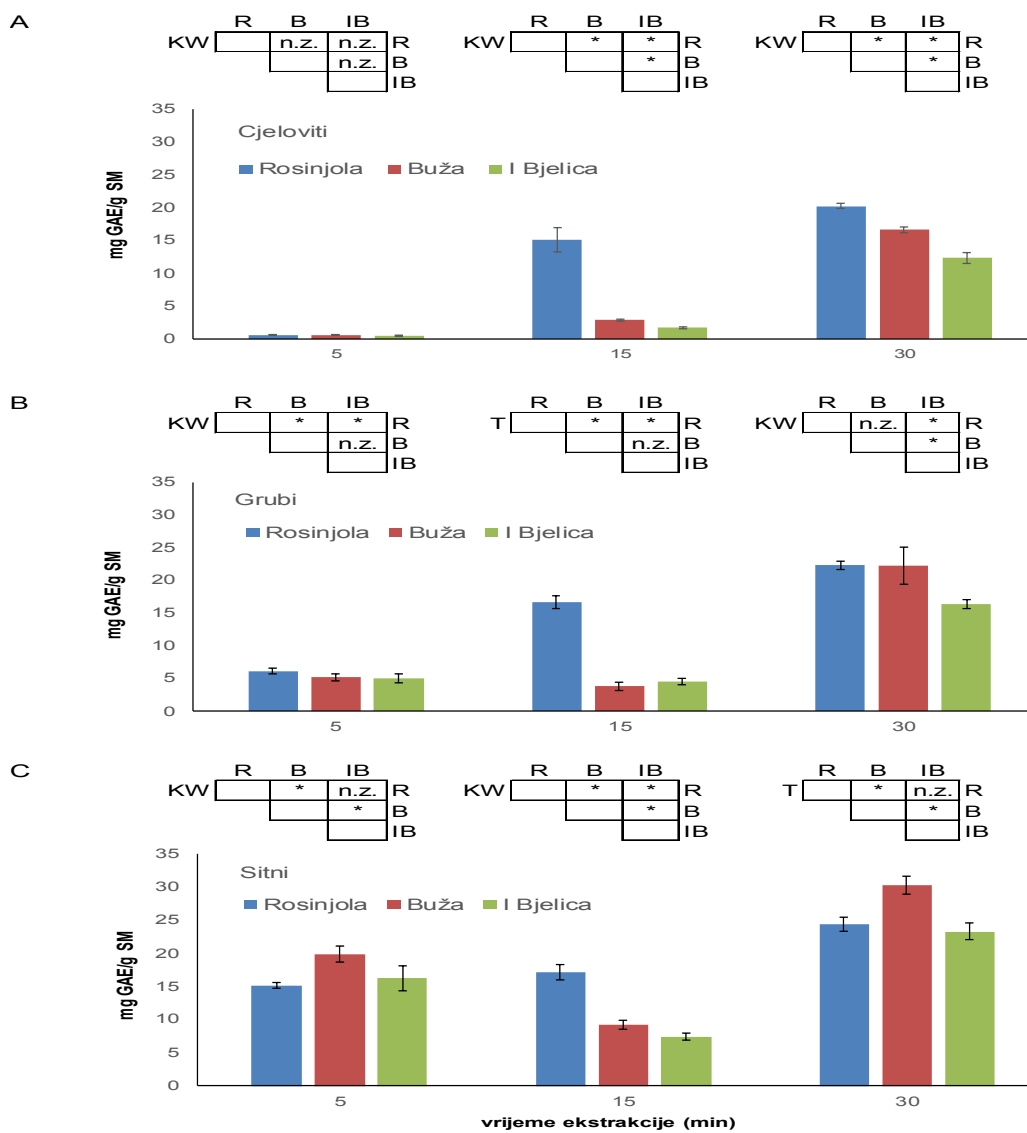 A
R B IB R B IB R B IB
KW n.z. n.z. R KW * * R KW * * R
n.z. B * B * B
IB IB IB
35
30
25
20
15
10
5
0
mg GAE/g SM
Cjeloviti
Rosinjola Buža I Bjelica
5 15 30
B
R B IB R B IB R B IB
KW * * R T * * R KW n.z. * R
n.z. B n.z. B * B
IB IB IB
35
30
25
20
15
10
5
0
mg GAE/g SM
Grubi
Rosinjola Buža I Bjelica
5 15 30
C
R B IB R B IB R B IB
KW * n.z. R KW * * R T * n.z. R
* B * B * B
IB IB IB
35
30
25
20
15
10
5
0
mg GAE/g SM
Sitni
Rosinjola Buža I Bjelica
5 15 30
vrijeme ekstrakcije (min)